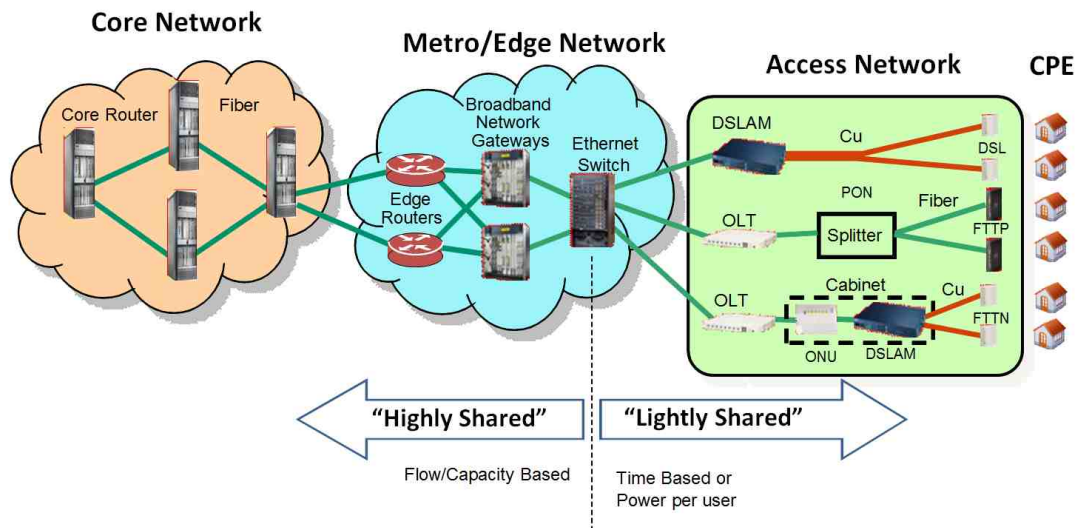 Core Network
Metro/Edge Network
Access Network
CPE
Core Router
Fiber
Broadband
Network
Gateways
Ethernet
Switch
Edge
Routers
DSLAM
Cu
DSL
OLT
PON
Splitter
Fiber
FTTP
OLT
Cabinet
ONU
DSLAM
Cu
FTTN
“Highly Shared”
“Lightly Shared”
Flow/Capacity Based
Time Based or
Power per user